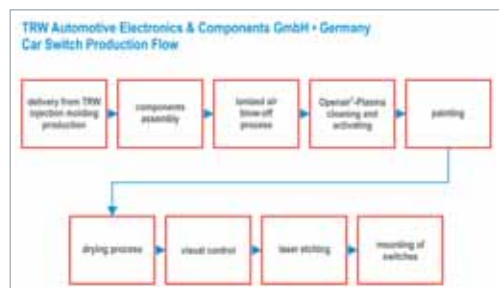 TRW Automotive Electronics & Components GmbH • Germany
Car Switch Production Flow
delivery from TRW
injection molding
production
components
assembly
ionized air
blow-off
process
Openair®-Plasma
cleaning and
activating
painting
drying process
visual control
laser etching
mounting of
switches